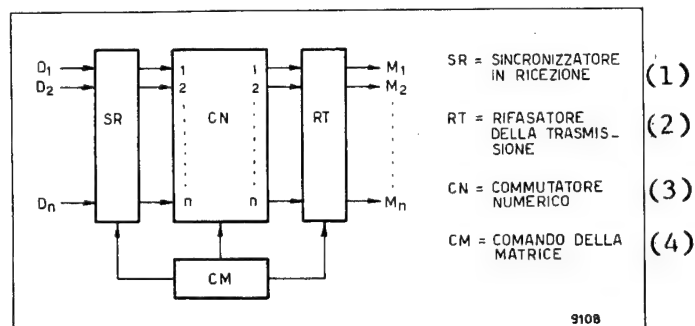 D1 1 1 M1
D2 2 2 M2
SR CN RT
Dn n n Mn
CM
SR = SINCRONIZZATORE
IN RICEZIONE (1)
RT = RIFASATORE
DELLA TRASMIS_
SIONE (2)
CN = COMMUTATORE
NUMERICO (3)
CM = COMANDO DELLA
MATRICE (4)
9108